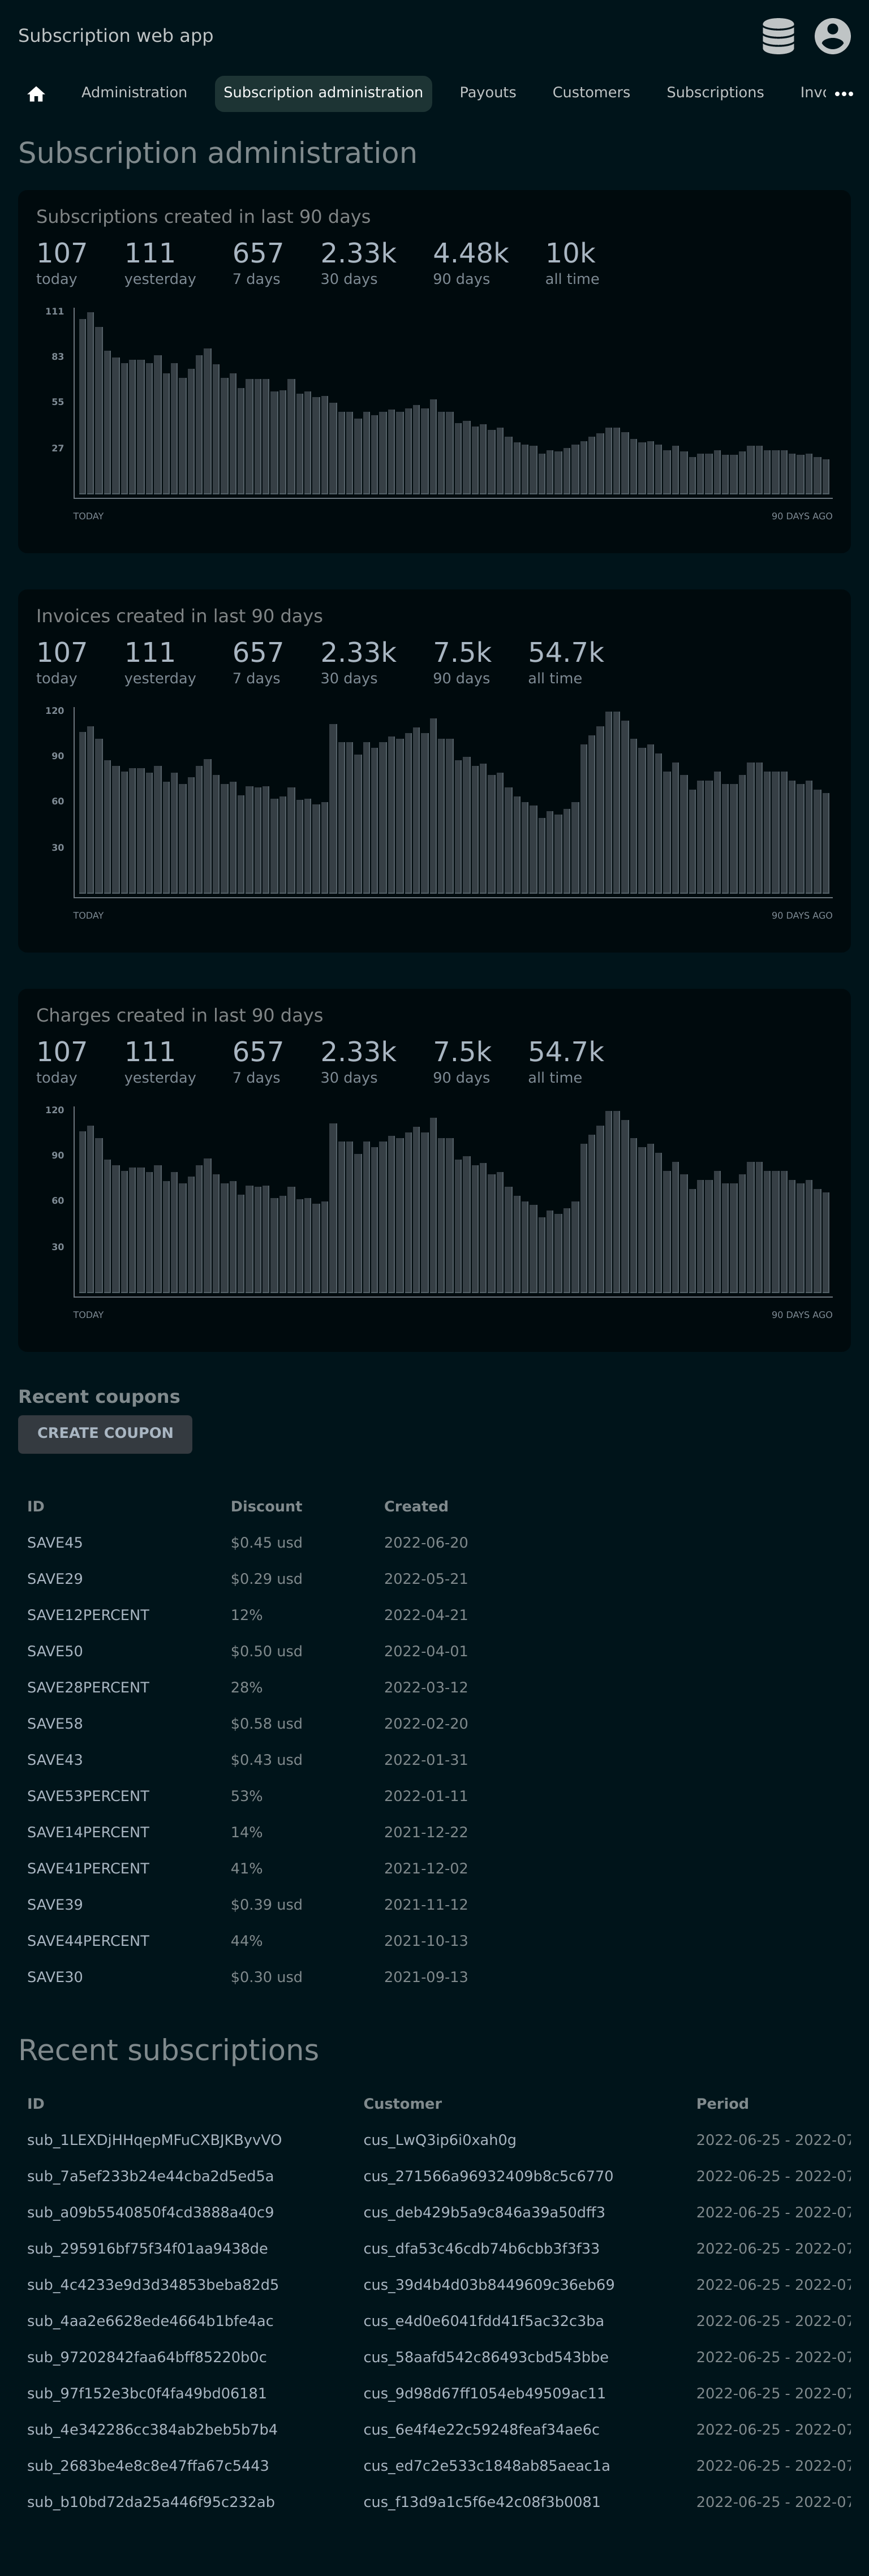 Subscription web app
Administration Subscription administration Payouts Customers Subscriptions
Subscription administration
Subscriptions created in last 90 days
107 111 657 2.33k 4.48k 10k
today yesterday 7 days 30 days 90 days all time
111
83
55
27
TODAY 90 DAYS AGO
Invoices created in last 90 days
107 111 657 2.33k 7.5k 54.7k
today yesterday 7 days 30 days 90 days all time
120
90
60
30
TODAY 90 DAYS AGO
Charges created in last 90 days
107 111 657 2.33k 7.5k 54.7k
today yesterday 7 days 30 days 90 days all time
120
90
60
30
TODAY 90 DAYS AGO
Recent coupons
CREATE COUPON
ID Discount Created
SAVE45 $0.45 usd 2022-06-20
SAVE29 $0.29 usd 2022-05-21
SAVE12PERCENT 12% 2022-04-21
SAVE50 $0.50 usd 2022-04-01
SAVE28PERCENT 28% 2022-03-12
SAVE58 $0.58 usd 2022-02-20
SAVE43 $0.43 usd 2022-01-31
SAVE53PERCENT 53% 2022-01-11
SAVE14PERCENT 14% 2021-12-22
SAVE41PERCENT 41% 2021-12-02
SAVE39 $0.39 usd 2021-11-12
SAVE44PERCENT 44% 2021-10-13
SAVE30 $0.30 usd 2021-09-13
Recent subscriptions
ID Customer Period
sub_1LEXDjHHqepMFuCXBJKByvVO cus_LwQ3ip6i0xah0g 2022-06-25 - 2022-07
sub_7a5ef233b24e44cba2d5ed5a cus_271566a96932409b8c5c6770 2022-06-25 - 2022-07
sub_a09b5540850f4cd3888a40c9 cus_deb429b5a9c846a39a50dff3 2022-06-25 - 2022-07
sub_295916bf75f34f01aa9438de cus_dfa53c46cdb74b6cbb3f3f33 2022-06-25 - 2022-07
sub_4c4233e9d3d34853beba82d5 cus_39d4b4d03b8449609c36eb69 2022-06-25 - 2022-07
sub_4aa2e6628ede4664b1bfe4ac cus_e4d0e6041fdd41f5ac32c3ba 2022-06-25 - 2022-07
sub_97202842faa64bff85220b0c cus_58aafd542c86493cbd543bbe 2022-06-25 - 2022-07
sub_97f152e3bc0f4fa49bd06181 cus_9d98d67ff1054eb49509ac11 2022-06-25 - 2022-07
sub_4e342286cc384ab2beb5b7b4 cus_6e4f4e22c59248feaf34ae6c 2022-06-25 - 2022-07
sub_2683be4e8c8e47ffa67c5443 cus_ed7c2e533c1848ab85aeac1a 2022-06-25 - 2022-07
sub_b10bd72da25a446f95c232ab cus_f13d9a1c5f6e42c08f3b0081 2022-06-25 - 2022-07